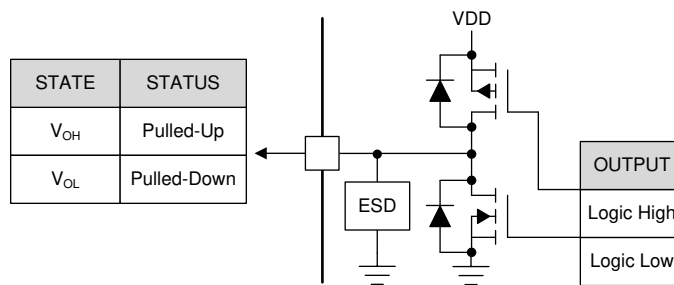 VDD
STATE STATUS
VOH Pulled-Up
VOL Pulled-Down
ESD
OUTPUT
Logic High
Logic Low